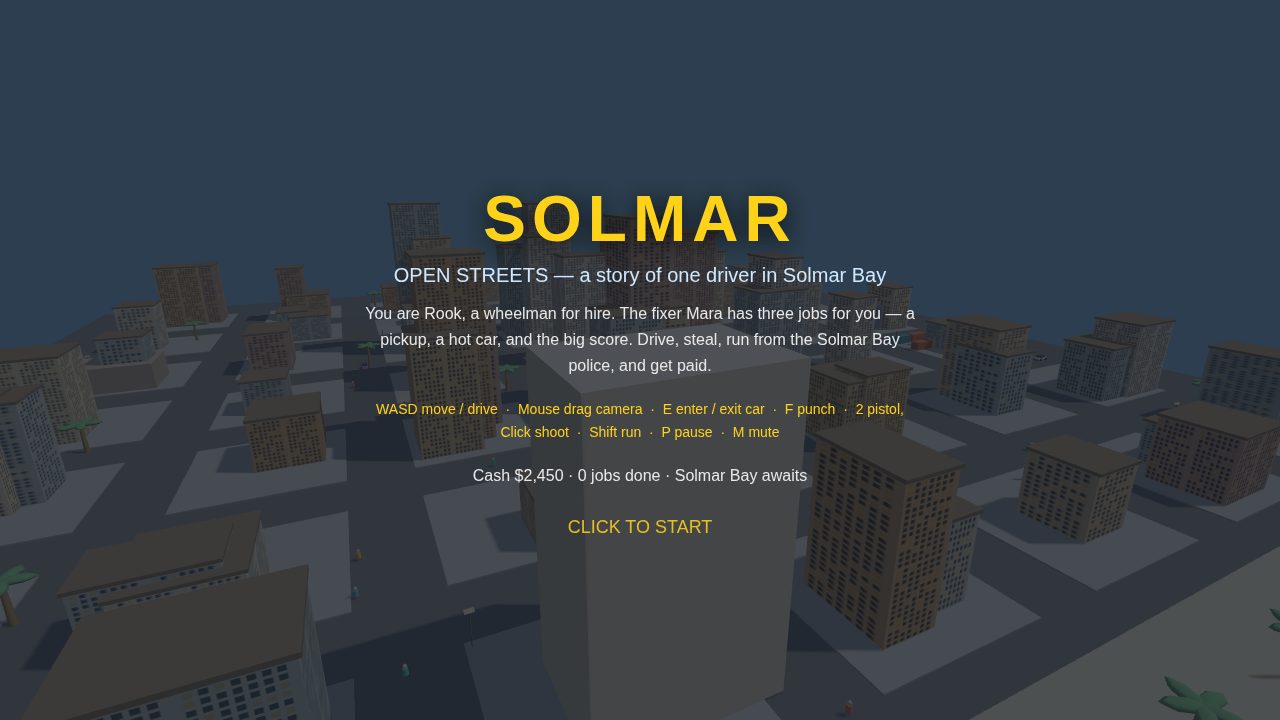 SOLMAR
OPEN STREETS — a story of one driver in Solmar Bay
You are Rook, a wheelman for hire. The fixer Mara has three jobs for you — a
pickup, a hot car, and the big score. Drive, steal, run from the Solmar Bay
police, and get paid.
WASD move / drive · Mouse drag camera · E enter / exit car · F punch · 2 pistol,
Click shoot · Shift run · P pause · M mute
Cash $2,450 · 0 jobs done · Solmar Bay awaits
CLICK TO START